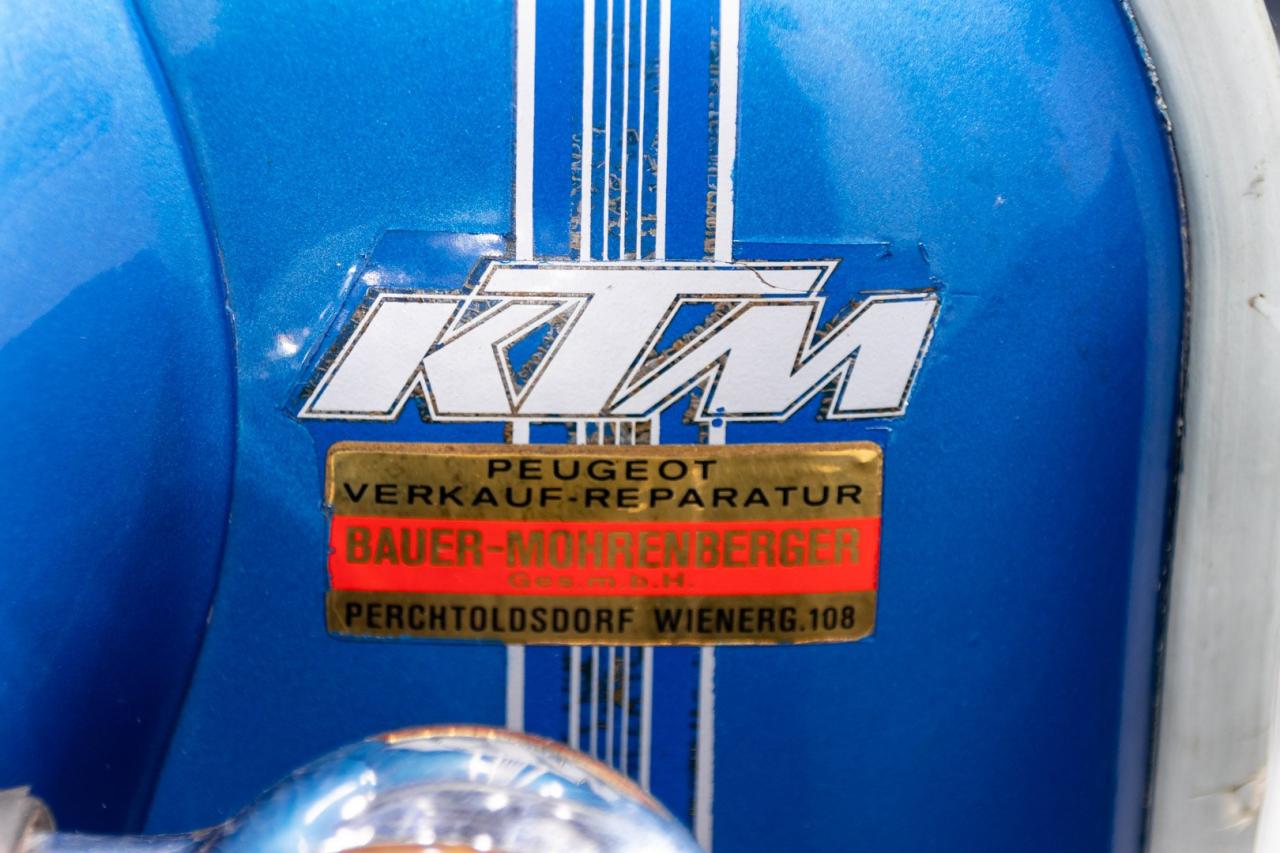 KTM
PEUGEOT
VERKAUF-REPARATUR
BAUER-MOHRENBERGER
Ges.m.b.H.
PERCHTOLDSDORF WIENERG.108